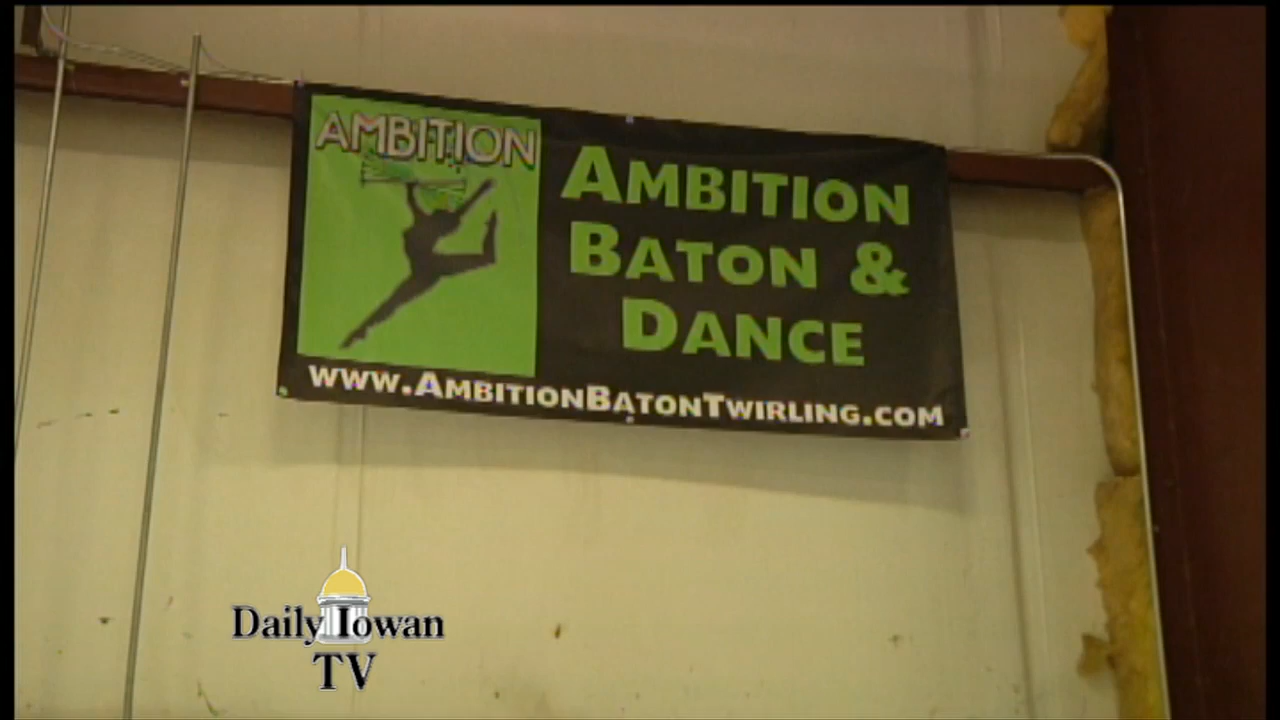 AMBITION
AMBITION
BATON &
DANCE
WWW.AMBITIONBATONTWIRLING.COM
Daily Iowan
TV